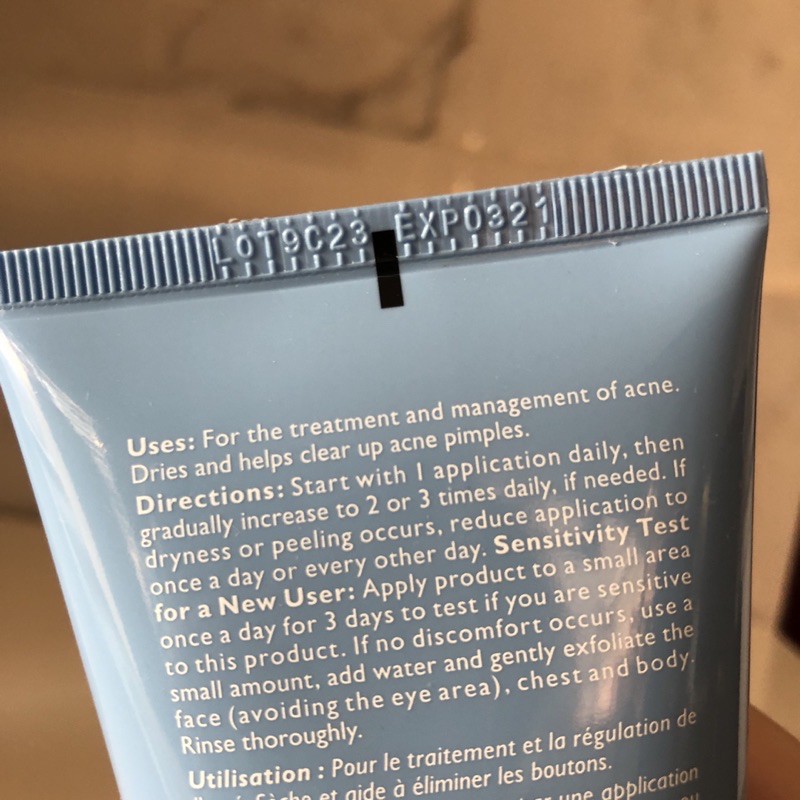 LOT9C23 EXP0321
Uses: For the treatment and management of acne.
Dries and helps clear up acne pimples.
Directions: Start with 1 application daily, then
gradually increase to 2 or 3 times daily, if needed. If
dryness or peeling occurs, reduce application to
once a day or every other day. Sensitivity Test
for a New User: Apply product to a small area
once a day for 3 days to test if you are sensitive
to this product. If no discomfort occurs, use a
small amount, add water and gently exfoliate the
face (avoiding the eye area), chest and body.
Rinse thoroughly.
Utilisation : Pour le traitement et la régulation de
et aide à éliminer les boutons.
une application